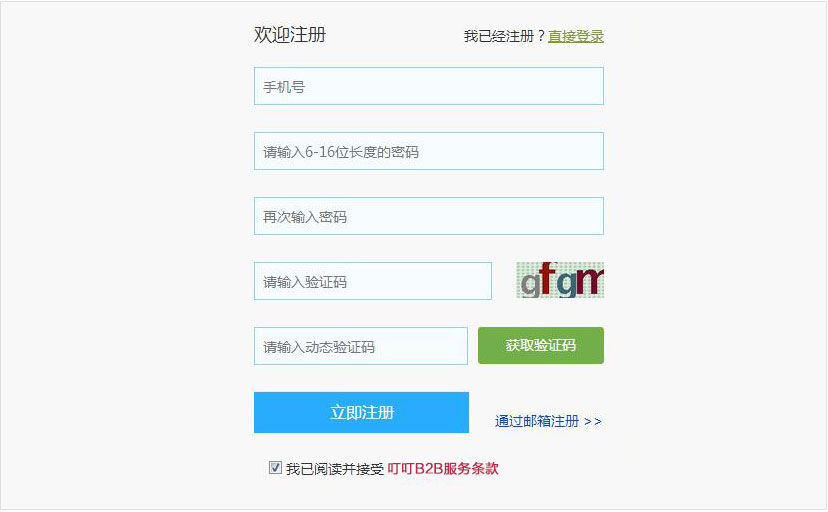 欢迎注册 我已经注册？直接登录
手机号
请输入6-16位长度的密码
再次输入密码
请输入验证码 gfgm
请输入动态验证码 获取验证码
立即注册 通过邮箱注册 >>
我已阅读并接受 叮叮B2B服务条款